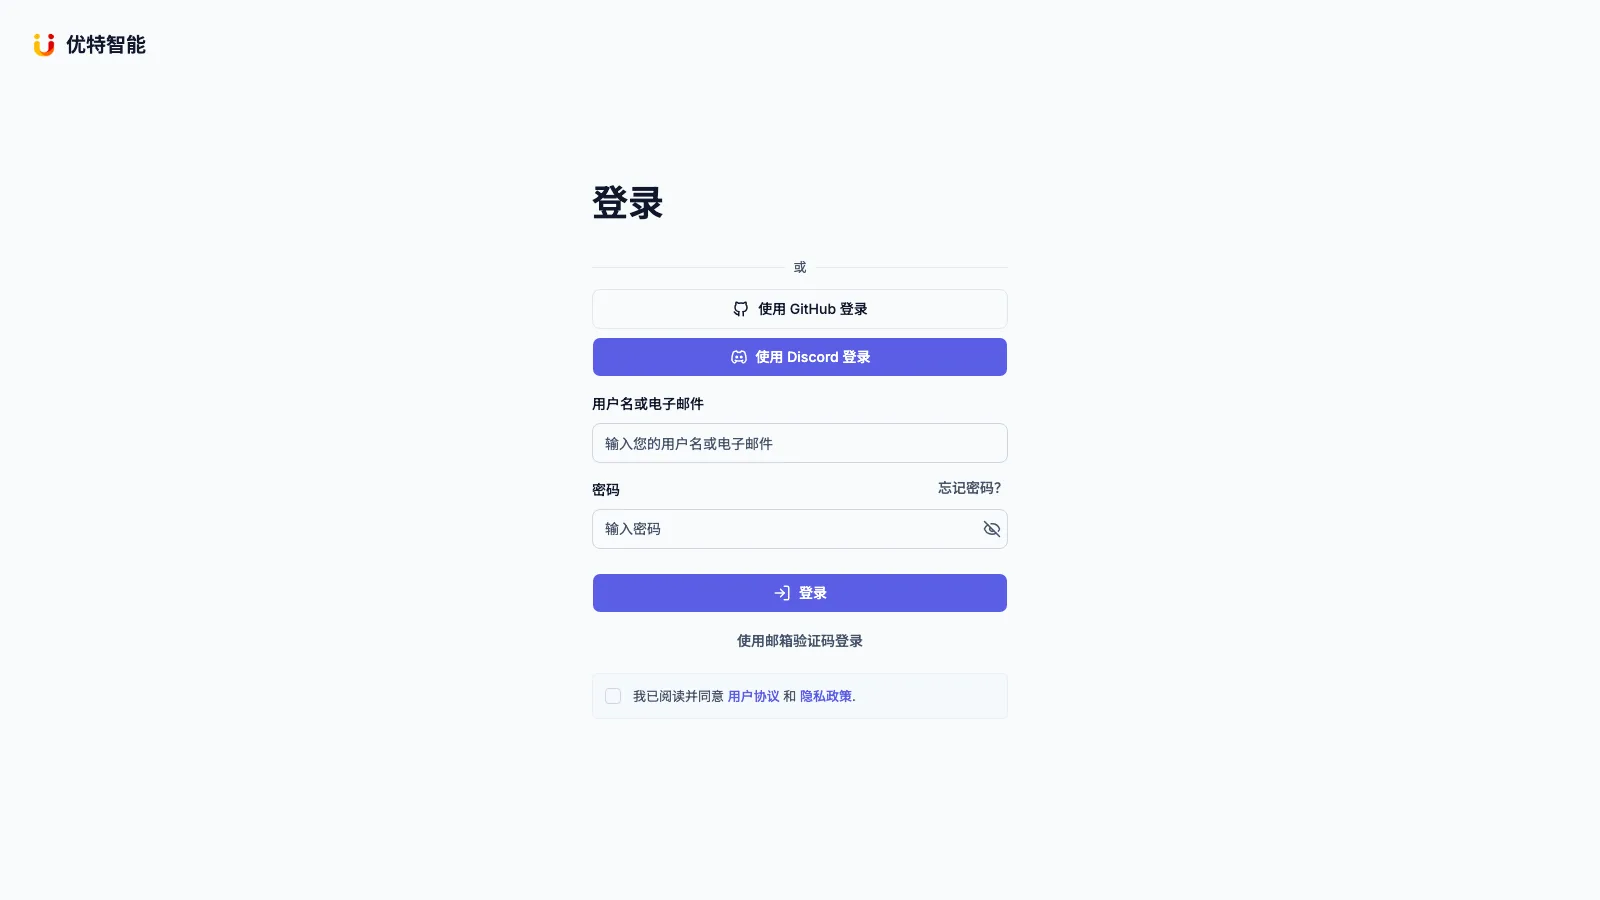 优特智能
登录
或
使用 GitHub 登录
使用 Discord 登录
用户名或电子邮件
输入您的用户名或电子邮件
密码
忘记密码?
输入密码
登录
使用邮箱验证码登录
我已阅读并同意 用户协议 和 隐私政策.